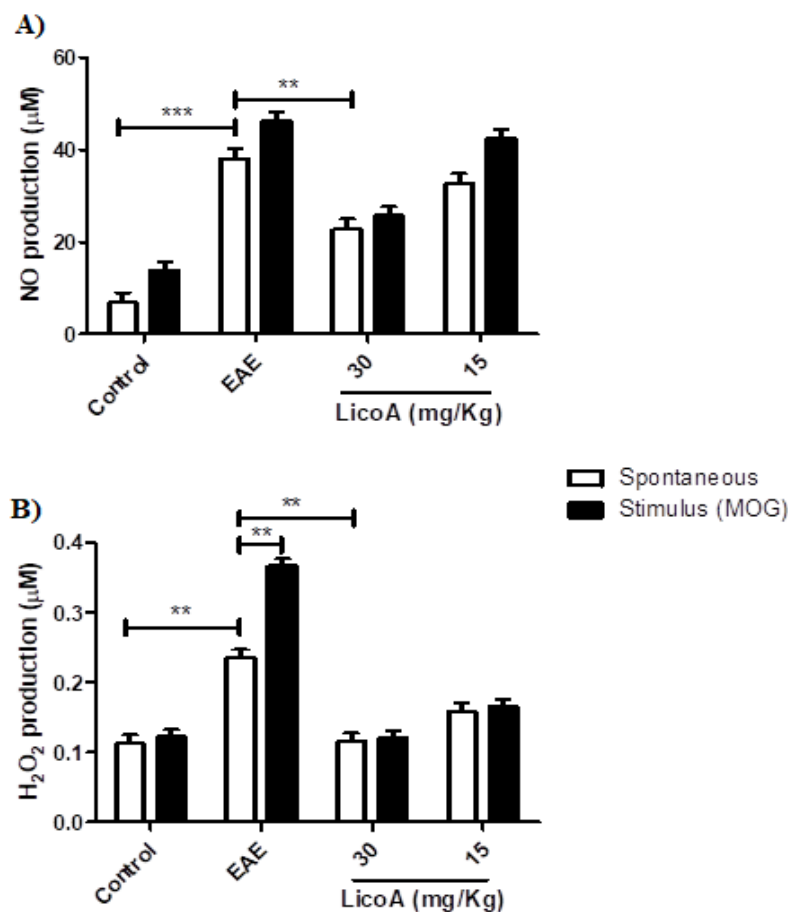 A)
NO production (µM)
60
40
20
0
***
**
Control
EAE
30
15
LicoA (mg/Kg)
Spontaneous
Stimulus (MOG)
B)
H₂O₂ production (µM)
0.4
0.3
0.2
0.1
0.0
**
**
**
Control
EAE
30
15
LicoA (mg/Kg)